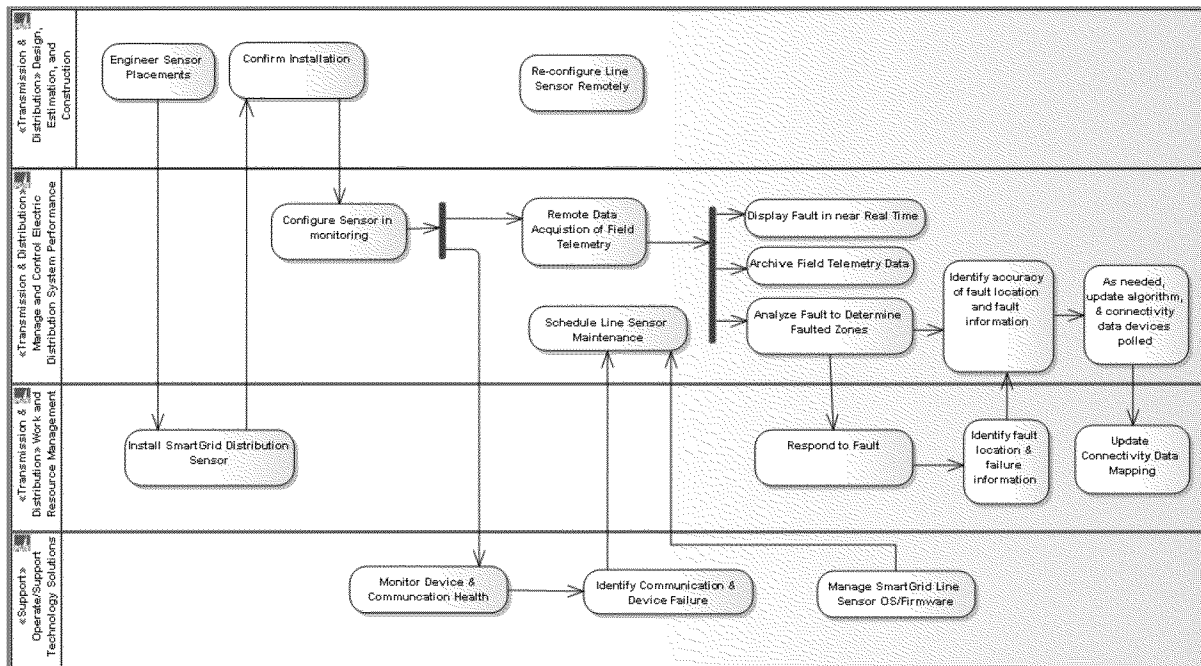 «Transmission &
Distribution» Design,
Estimation, and
Construction
Engineer Sensor
Placements
Confirm Installation
Re-configure Line
Sensor Remotely
«Transmission & Distribution»
Manage and Control Electric
Distribution System Performance
Configure Sensor in
monitoring
Remote Data
Acquistion of Field
Telemetry
Display Fault in near Real Time
Archive Field Telemetry Data
Analyze Fault to Determine
Faulted Zones
Identify accuracy
of fault location
and fault
information
As needed,
update algorithm,
& connectivity
data devices
polled
Schedule Line Sensor
Maintenance
«Transmission &
Distribution» Work and
Resource Management
Install SmartGrid Distribution
Sensor
Respond to Fault
Identify fault
location &
failure
information
Update
Connectivity Data
Mapping
«Support»
Operate/Support
Technology Solutions
Monitor Device &
Communcation Health
Identify Communication &
Device Failure
Manage SmartGrid Line
Sensor OS/Firmware